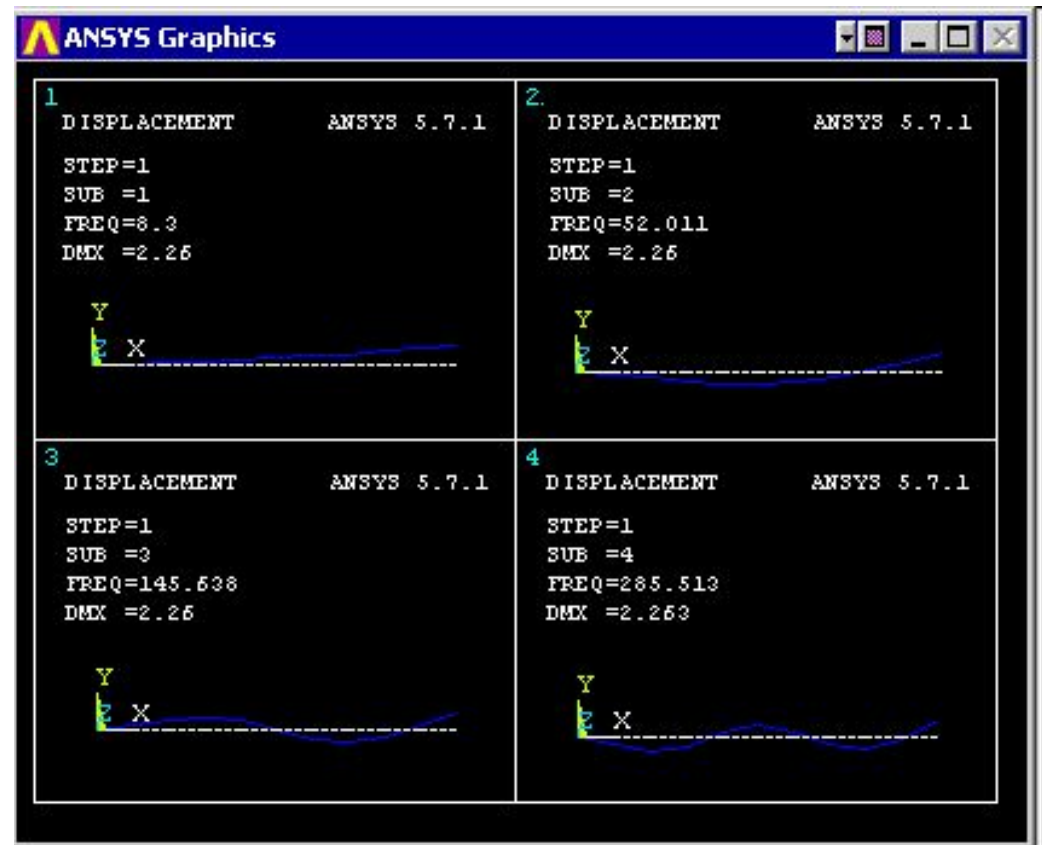 ANSYS Graphics
1
DISPLACEMENT ANSYS 5.7.1
STEP=1
SUB =1
FREQ=8.3
DMX =2.26
Y
Z X
2
DISPLACEMENT ANSYS 5.7.1
STEP=1
SUB =2
FREQ=52.011
DMX =2.26
Y
Z X
3
DISPLACEMENT ANSYS 5.7.1
STEP=1
SUB =3
FREQ=145.638
DMX =2.26
Y
Z X
4
DISPLACEMENT ANSYS 5.7.1
STEP=1
SUB =4
FREQ=285.513
DMX =2.263
Y
Z X